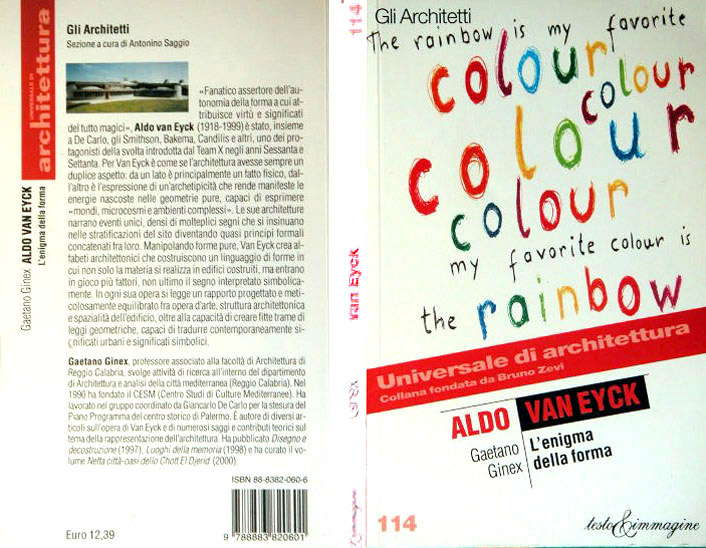 UNIVERSALE DI
architettura
Gaetano Ginex ALDO VAN EYCK
L'enigma della forma
Gli Architetti
Sezione a cura di Antonino Saggio
«Fanatico assertore dell'au-
tonomia della forma a cui at-
tribuisce virtù e significati
del tutto magici», Aldo van Eyck (1918-1999) è stato, insieme
a De Carlo, gli Smithson, Bakema, Candilis e altri, uno dei pro-
tagonisti della svolta introdotta dal Team X negli anni Sessanta e
Settanta. Per Van Eyck è come se l'architettura avesse sempre un
duplice aspetto: da un lato è principalmente un fatto fisico, dal-
l'altro è l'espressione di un'archetipicità che rende manifeste le
energie nascoste nelle geometrie pure, capaci di esprimere
«mondi, microcosmi e ambienti complessi». Le sue architetture
narrano eventi unici, densi di molteplici segni che si insinuano
nelle stratificazioni del sito diventando quasi principi formali
concatenati fra loro. Manipolando forme pure, Van Eyck crea al-
fabeti architettonici che costruiscono un linguaggio di forme in
cui non solo la materia si realizza in edifici costruiti, ma entrano
in gioco più fattori, non ultimo il segno interpretato simbolica-
mente. In ogni sua opera si legge un rapporto progettato e meti-
colosamente equilibrato fra opera d'arte, struttura architettonica
e spazialità dell'edificio, oltre alla capacità di creare fitte trame di
leggi geometriche, capaci di tradurre contemporaneamente si-
gnificati urbani e significati simbolici.
Gaetano Ginex, professore associato alla facoltà di Architettura di
Reggio Calabria, svolge attività di ricerca all'interno del dipartimento
di Architettura e analisi della città mediterranea (Reggio Calabria). Nel
1990 ha fondato il CESM (Centro Studi di Culture Mediterranee). Ha
lavorato nel gruppo coordinato da Giancarlo De Carlo per la stesura del
Piano Programma del centro storico di Palermo. È autore di diversi ar-
ticoli sull'opera di Van Eyck e di numerosi saggi e contributi teorici sul
tema della rappresentazione dell'architettura. Ha pubblicato Disegno e
decostruzione (1997), Luoghi della memoria (1998) e ha curato il vo-
lume Nefta città-oasi dello Chott El Djerid (2000).
Euro 12,39
ISBN 88-8382-060-6
9 788883 820601
114
van Eyck
Ginex
Gli Architetti
The rainbow is my favorite
colour
colour
colour
colour
my favorite colour is
the rainbow
Universale di architettura
Collana fondata da Bruno Zevi
ALDO VAN EYCK
Gaetano
Ginex
L'enigma
della forma
114
testo&immagine